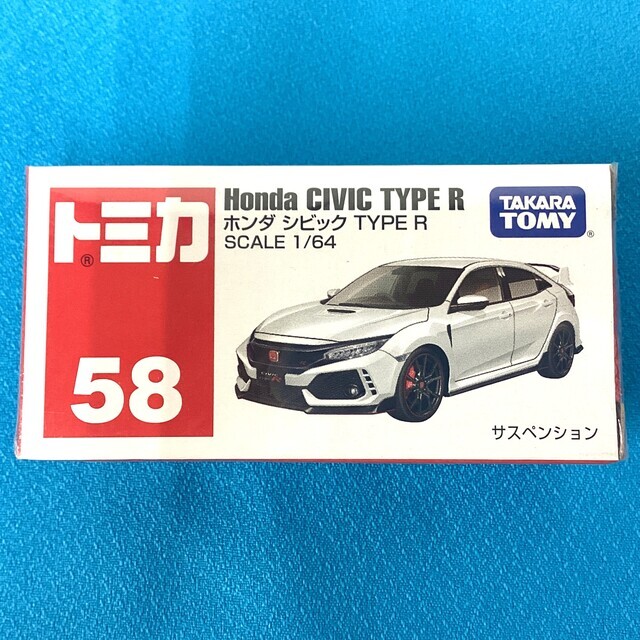 トミカ
®
58
Honda CIVIC TYPE R
ホンダ シビック TYPE R
SCALE 1/64
TAKARA
TOMY
®
サスペンション